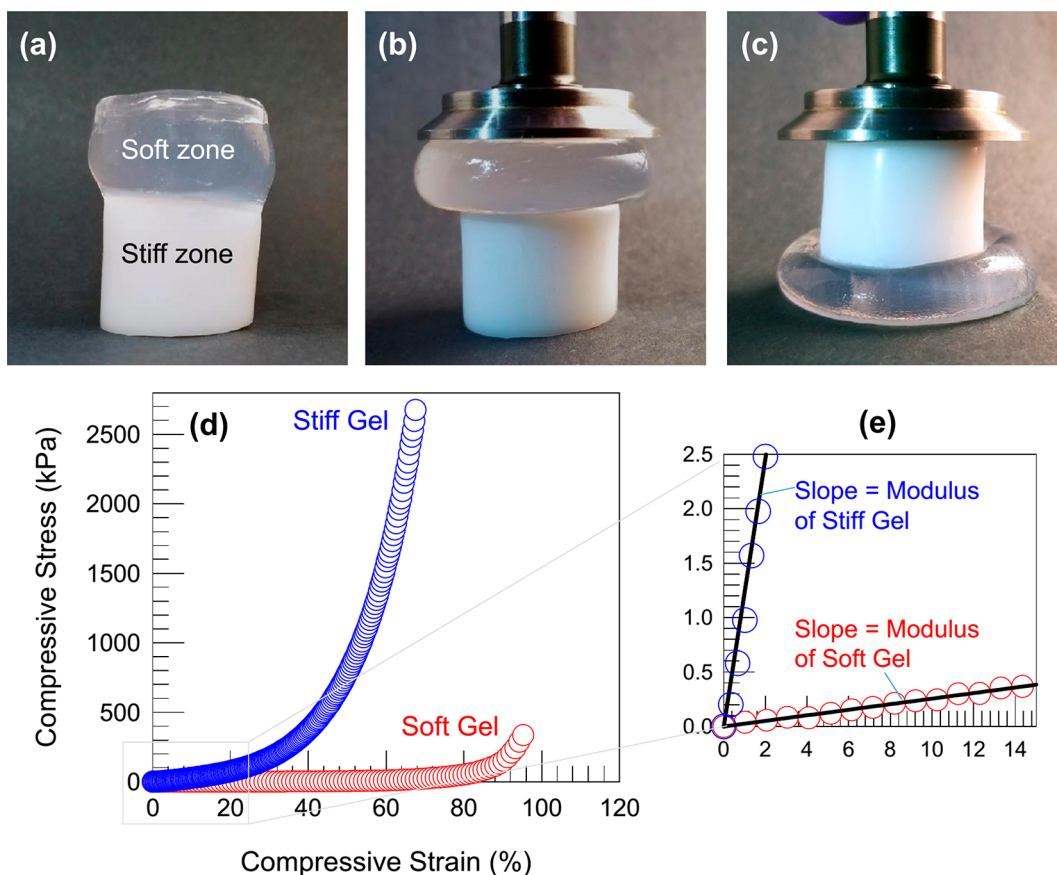 (a)
Soft zone
Stiff zone
(b)
(c)
(d)
Stiff Gel
Soft Gel
Compressive Stress (kPa)
2500
2000
1500
1000
500
0
0 20 40 60 80 100 120
Compressive Strain (%)
(e)
2.5
2.0
1.5
1.0
0.5
0.0
Slope = Modulus
of Stiff Gel
Slope = Modulus
of Soft Gel
0 2 4 6 8 10 12 14